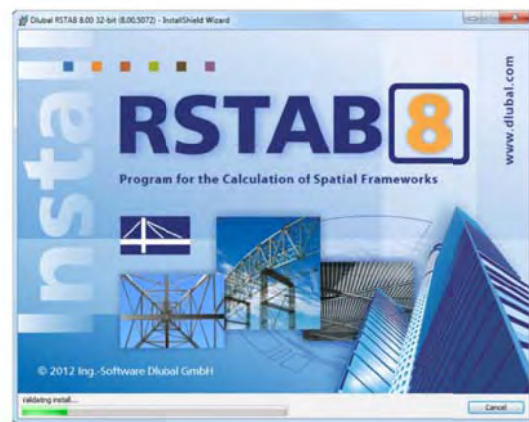 Dlubal RSTAB 8.00 32-bit (8.00.5072) - InstallShield Wizard
Install
RSTAB 8
www.dlubal.com
Program for the Calculation of Spatial Frameworks
© 2012 Ing.-Software Dlubal GmbH
Validating install...
Cancel